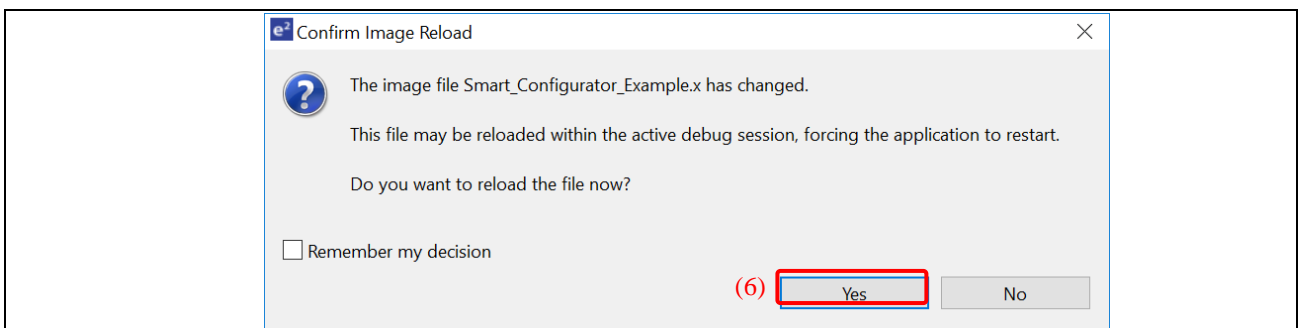 e² Confirm Image Reload
?
The image file Smart_Configurator_Example.x has changed.
This file may be reloaded within the active debug session, forcing the application to restart.
Do you want to reload the file now?
Remember my decision
(6) Yes No